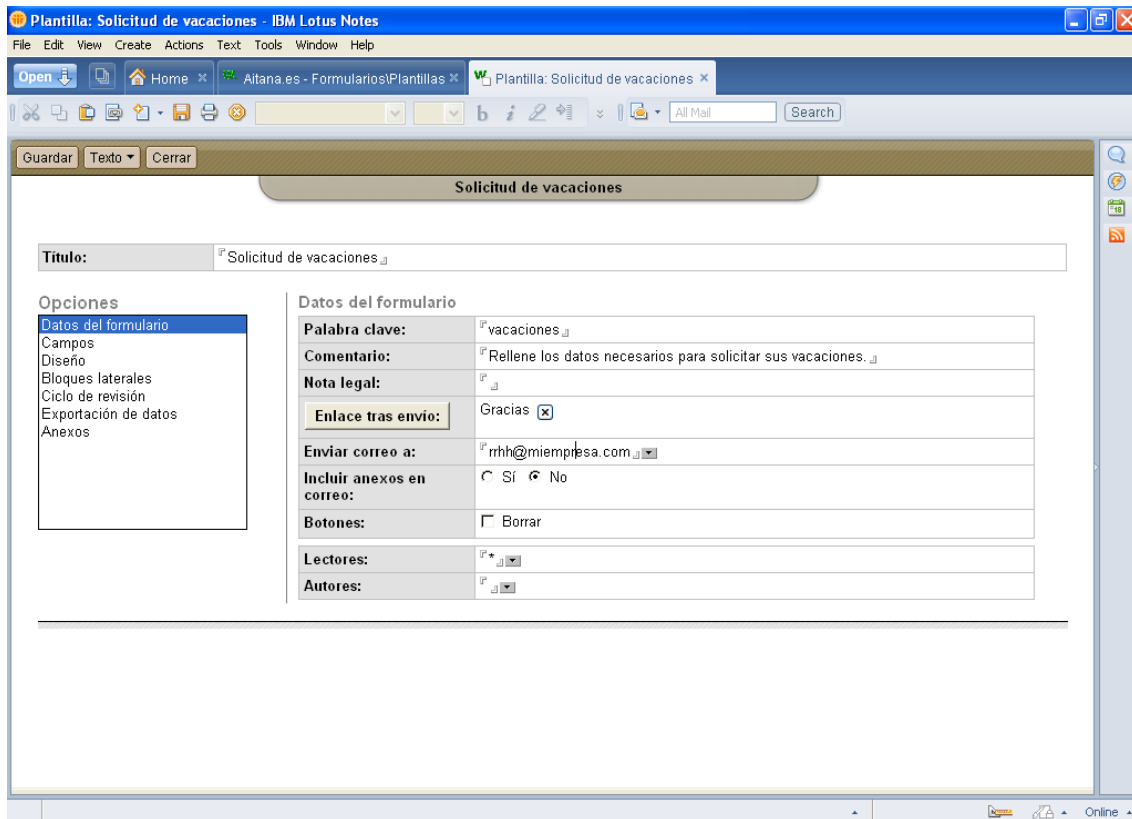 Plantilla: Solicitud de vacaciones - IBM Lotus Notes
File Edit View Create Actions Text Tools Window Help
Open Home Aitana.es - Formularios\Plantillas Plantilla: Solicitud de vacaciones
b i All Mail Search
Guardar Texto Cerrar
Solicitud de vacaciones
18
Título: Solicitud de vacaciones
Opciones
Datos del formulario
Campos
Diseño
Bloques laterales
Ciclo de revisión
Exportación de datos
Anexos
Datos del formulario
Palabra clave: vacaciones
Comentario: Rellene los datos necesarios para solicitar sus vacaciones.
Nota legal:
Enlace tras envío: Gracias
Enviar correo a: rrhh@miempresa.com
Incluir anexos en correo: Sí No
Botones: Borrar
Lectores: *
Autores:
Online